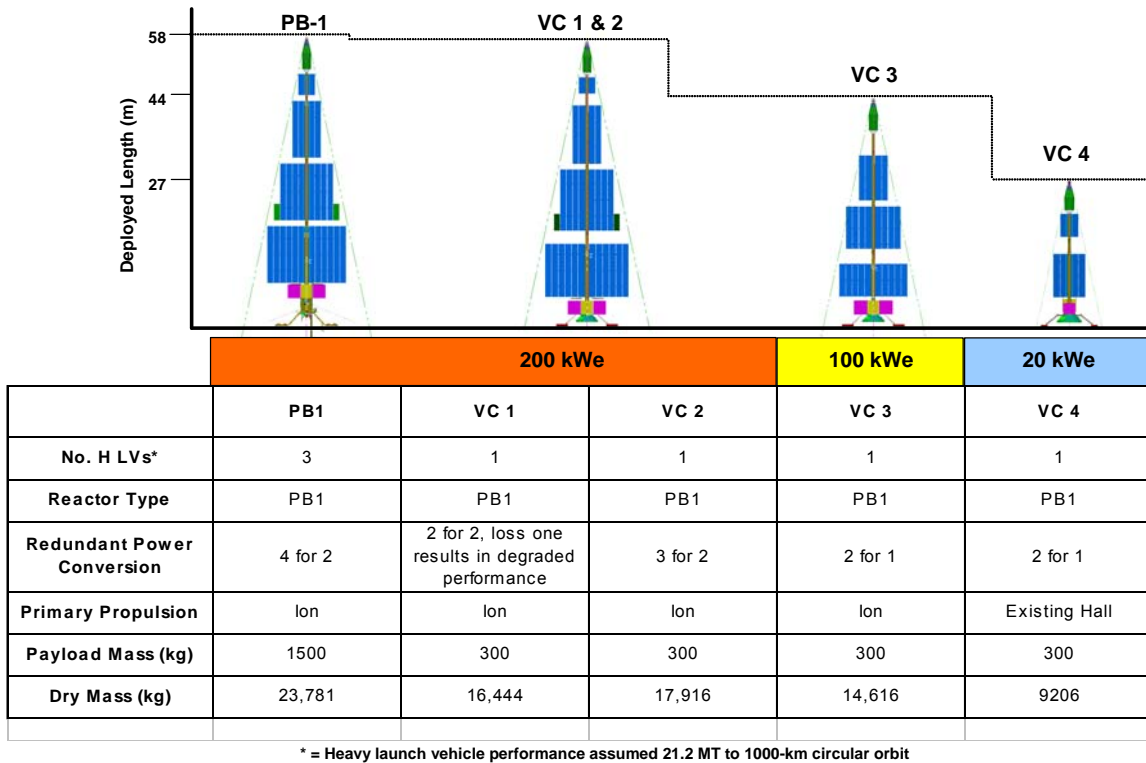 PB-1
VC 1 & 2
VC 3
VC 4
58
44
27
Deployed Length (m)
200 kWe
100 kWe
20 kWe
PB1
VC 1
VC 2
VC 3
VC 4
No. H LVs*
3
1
1
1
1
Reactor Type
PB1
PB1
PB1
PB1
PB1
Redundant Power
Conversion
4 for 2
2 for 2, loss one
results in degraded
performance
3 for 2
2 for 1
2 for 1
Primary Propulsion
Ion
Ion
Ion
Ion
Existing Hall
Payload Mass (kg)
1500
300
300
300
300
Dry Mass (kg)
23,781
16,444
17,916
14,616
9206
* = Heavy launch vehicle performance assumed 21.2 MT to 1000-km circular orbit